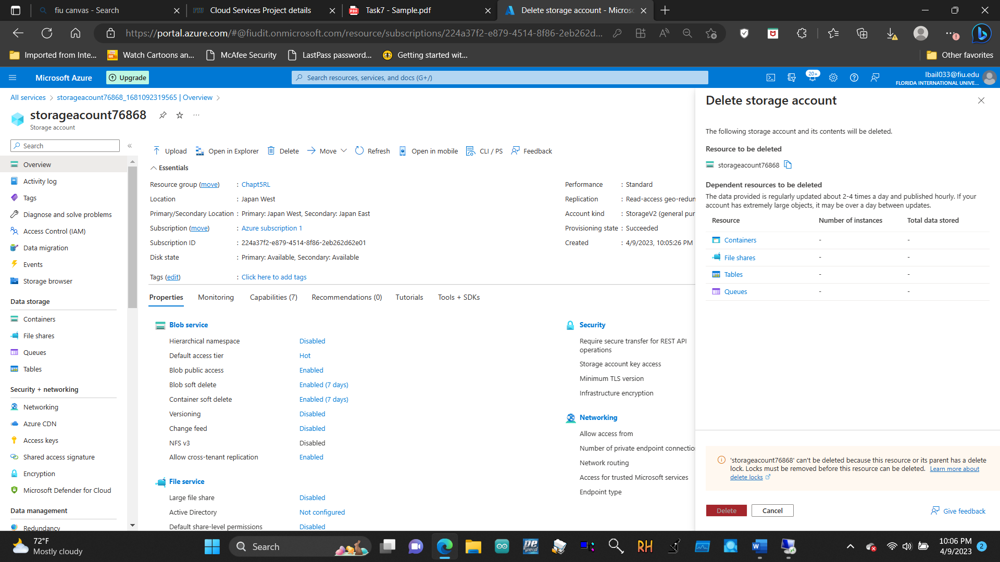 fiu canvas - Search
Cloud Services Project details
Task7 - Sample.pdf
Delete storage account - Micros
https://portal.azure.com/#@fiudit.onmicrosoft.com/resource/subscriptions/224a37f2-e879-4514-8f86-2eb262d...
Imported from Inte...
Watch Cartoons an...
McAfee Security
LastPass password...
Getting started wit...
Other favorites
Microsoft Azure
Upgrade
Search resources, services, and docs (G+/)
20+
lbail033@fiu.edu
FLORIDA INTERNATIONAL UNIVE...
All services > storageacount76868_1681092319565 | Overview >
storageacount76868
Storage account
Search
Overview
Activity log
Tags
Diagnose and solve problems
Access Control (IAM)
Data migration
Events
Storage browser
Data storage
Containers
File shares
Queues
Tables
Security + networking
Networking
Azure CDN
Access keys
Shared access signature
Encryption
Microsoft Defender for Cloud
Data management
Redundancy
Upload
Open in Explorer
Delete
Move
Refresh
Open in mobile
CLI / PS
Feedback
Essentials
Resource group (move) : Chapt5RL
Location : Japan West
Primary/Secondary Location : Primary: Japan West, Secondary: Japan East
Subscription (move) : Azure subscription 1
Subscription ID : 224a37f2-e879-4514-8f86-2eb262d62e01
Disk state : Primary: Available, Secondary: Available
Tags (edit) : Click here to add tags
Performance : Standard
Replication : Read-access geo-redun
Account kind : StorageV2 (general pur
Provisioning state : Succeeded
Created : 4/9/2023, 10:05:26 PM
Properties
Monitoring
Capabilities (7)
Recommendations (0)
Tutorials
Tools + SDKs
Blob service
Hierarchical namespace Disabled
Default access tier Hot
Blob public access Enabled
Blob soft delete Enabled (7 days)
Container soft delete Enabled (7 days)
Versioning Disabled
Change feed Disabled
NFS v3 Disabled
Allow cross-tenant replication Enabled
File service
Large file share Disabled
Active Directory Not configured
Default share-level permissions Disabled
Security
Require secure transfer for REST API
operations
Storage account key access
Minimum TLS version
Infrastructure encryption
Networking
Allow access from
Number of private endpoint connectio
Network routing
Access for trusted Microsoft services
Endpoint type
Delete storage account
The following storage account and its contents will be deleted.
Resource to be deleted
storageacount76868
Dependent resources to be deleted
The data provided is regularly updated about 2-4 times a day and published hourly. If your
account has extremely large objects, it may be over a day between updates.
Resource Number of instances Total data stored
Containers - -
File shares - -
Tables - -
Queues - -
'storageacount76868' can't be deleted because this resource or its parent has a delete
lock. Locks must be removed before this resource can be deleted. Learn more about
delete locks
Delete
Cancel
Give feedback
72°F
Mostly cloudy
Search
RH
10:06 PM
4/9/2023
2